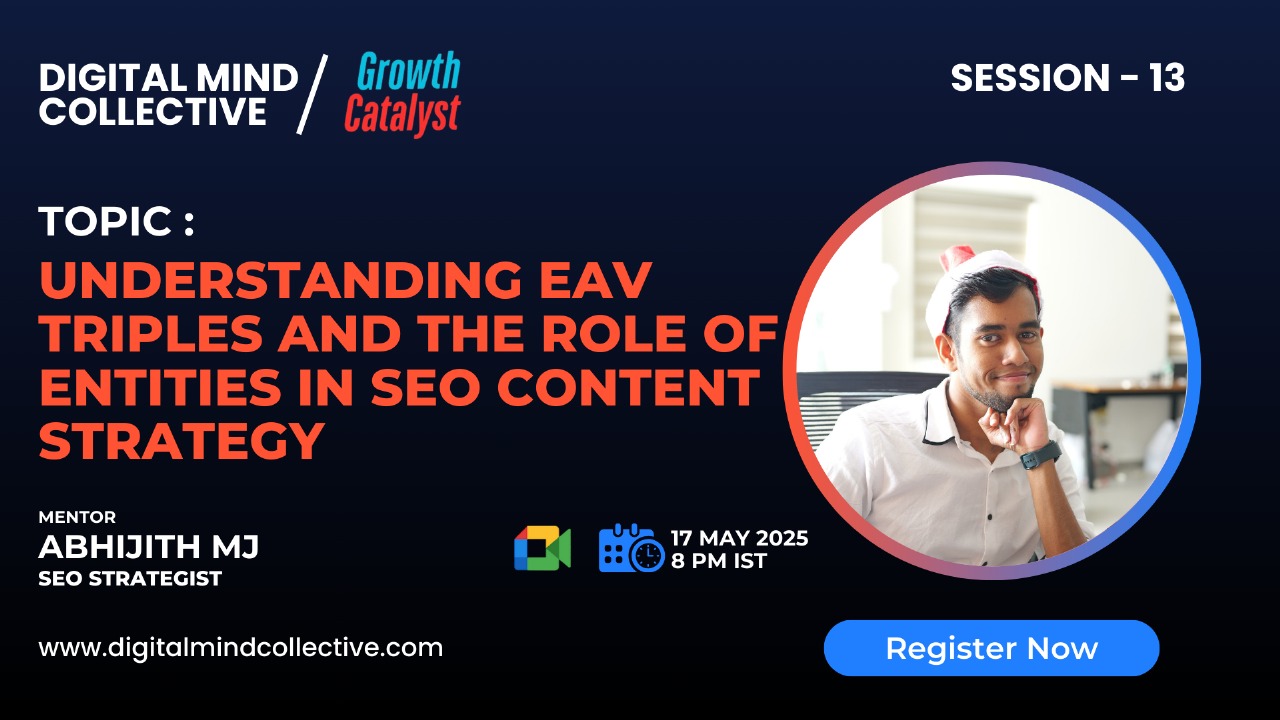 DIGITAL MIND
COLLECTIVE
Growth
Catalyst
SESSION - 13
TOPIC :
UNDERSTANDING EAV
TRIPLES AND THE ROLE OF
ENTITIES IN SEO CONTENT
STRATEGY
MENTOR
ABHIJITH MJ
SEO STRATEGIST
17 MAY 2025
8 PM IST
www.digitalmindcollective.com
Register Now